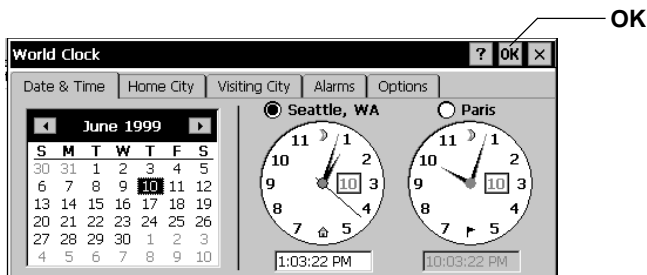 OK
World Clock ? OK ×
Date & Time Home City Visiting City Alarms Options
Seattle, WA Paris
June 1999
S M T W T F S
30 31 1 2 3 4 5
6 7 8 9 10 11 12
13 14 15 16 17 18 19
20 21 22 23 24 25 26
27 28 29 30 1 2 3
4 5 6 7 8 9 10
11 1
10 2
9 10 3
8 4
7 5
1:03:22 PM
11 1
10 2
9 10 3
8 4
7 5
10:03:22 PM